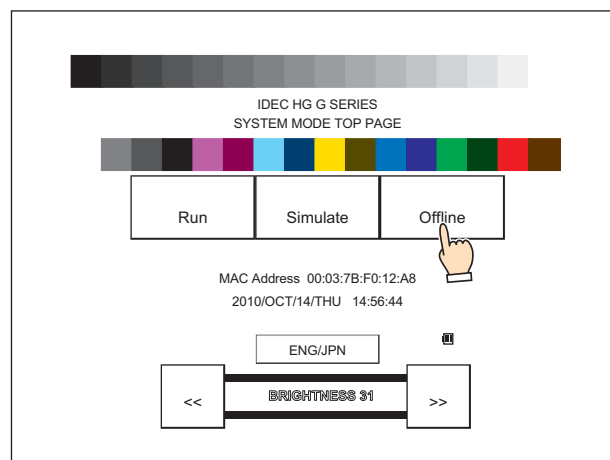 IDEC HG G SERIES
SYSTEM MODE TOP PAGE
Run Simulate Offline
MAC Address 00:03:7B:F0:12:A8
2010/OCT/14/THU 14:56:44
ENG/JPN
<< BRIGHTNESS 31 >>